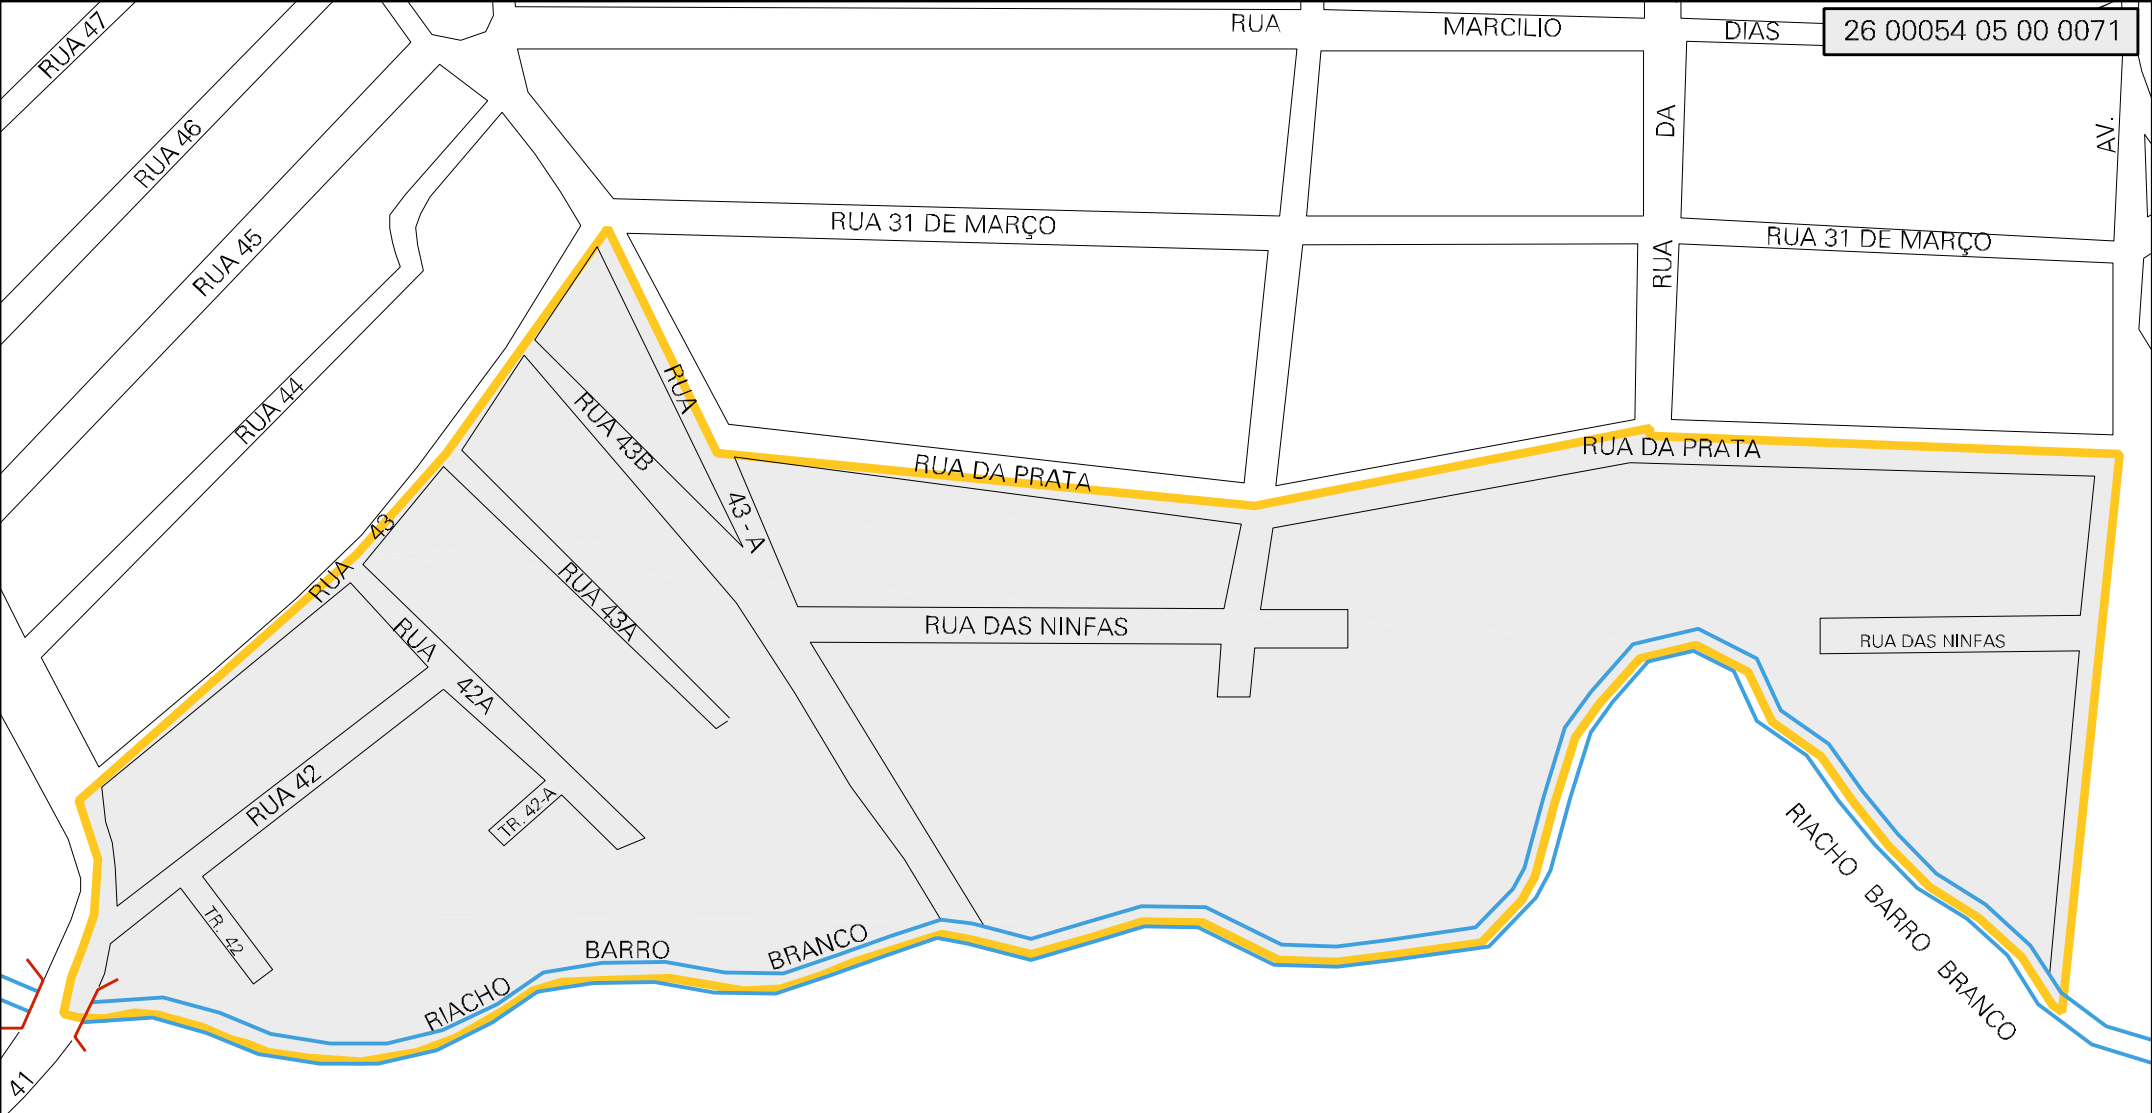 RUA MARCILIO DIAS
26 00054 05 00 0071
RUA 47
RUA 46
RUA 45
RUA 44
DA
AV.
RUA 31 DE MARÇO
RUA 31 DE MARÇO
RUA
RUA
43 - A
RUA 43B
RUA DA PRATA
RUA DA PRATA
RUA 43
RUA 43A
RUA 42A
RUA DAS NINFAS
RUA DAS NINFAS
RUA 42
TR. 42-A
TR. 42
RIACHO BARRO BRANCO
RIACHO BARRO BRANCO
41